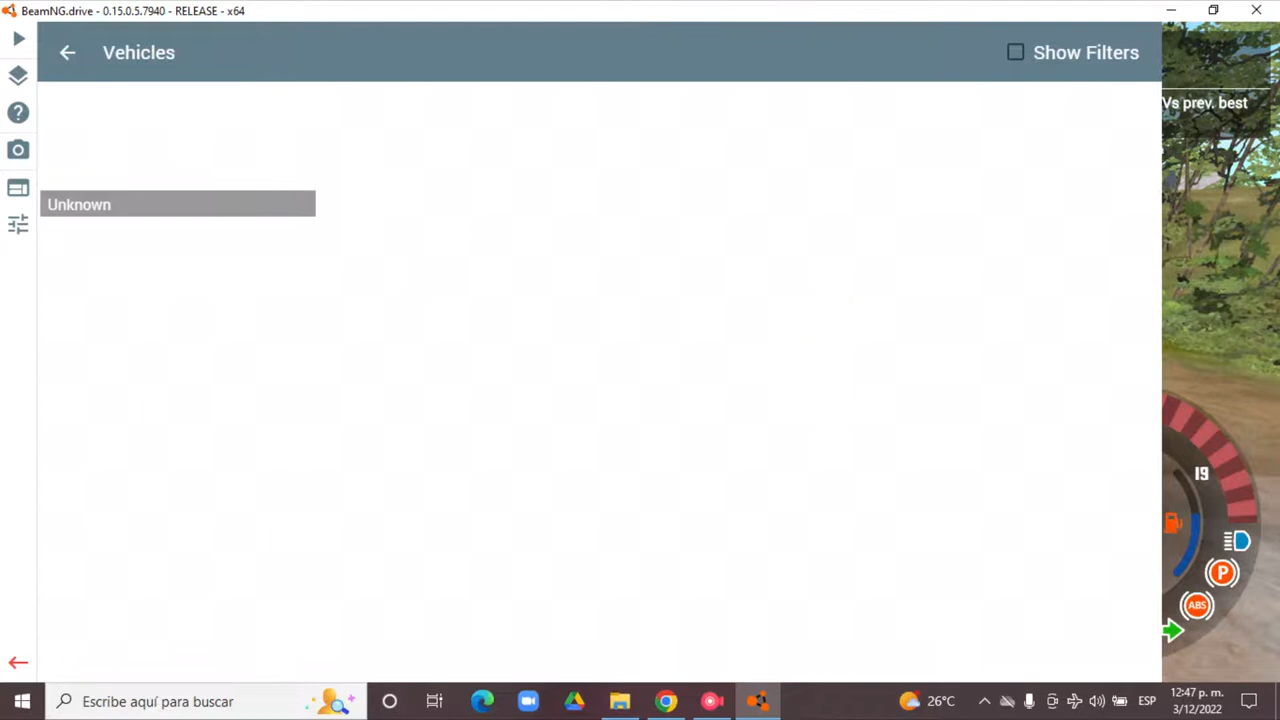 BeamNG.drive - 0.15.0.5.7940 - RELEASE - x64
Vehicles
Show Filters
Vs prev. best
Unknown
19
P
ABS
Escribe aquí para buscar
26°C
ESP
12:47 p. m.
3/12/2022